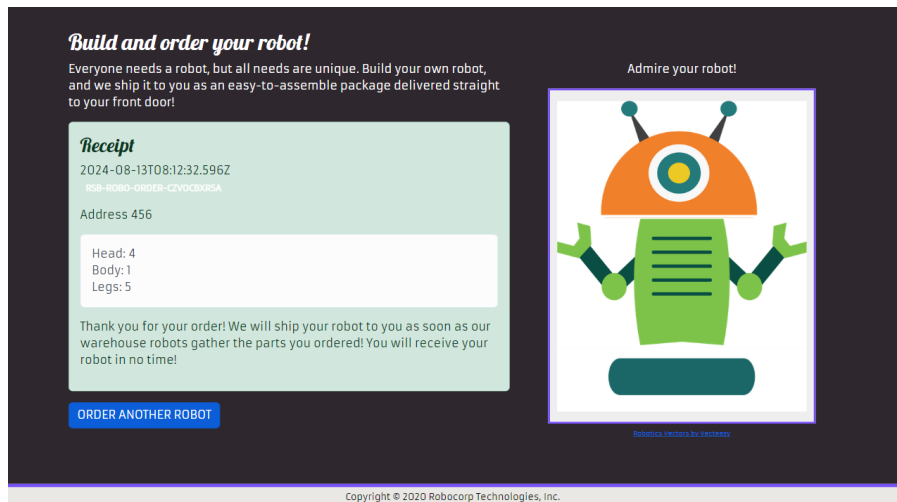 Build and order your robot!
Everyone needs a robot, but all needs are unique. Build your own robot,
and we ship it to you as an easy-to-assemble package delivered straight
to your front door!
Receipt
2024-08-13T08:12:32.596Z
RSB-ROBO-ORDER-CZVOCBXR5A
Address 456
Head: 4
Body: 1
Legs: 5
Thank you for your order! We will ship your robot to you as soon as our
warehouse robots gather the parts you ordered! You will receive your
robot in no time!
ORDER ANOTHER ROBOT
Admire your robot!
Robotics Vectors by Vecteezy
Copyright © 2020 Robocorp Technologies, Inc.